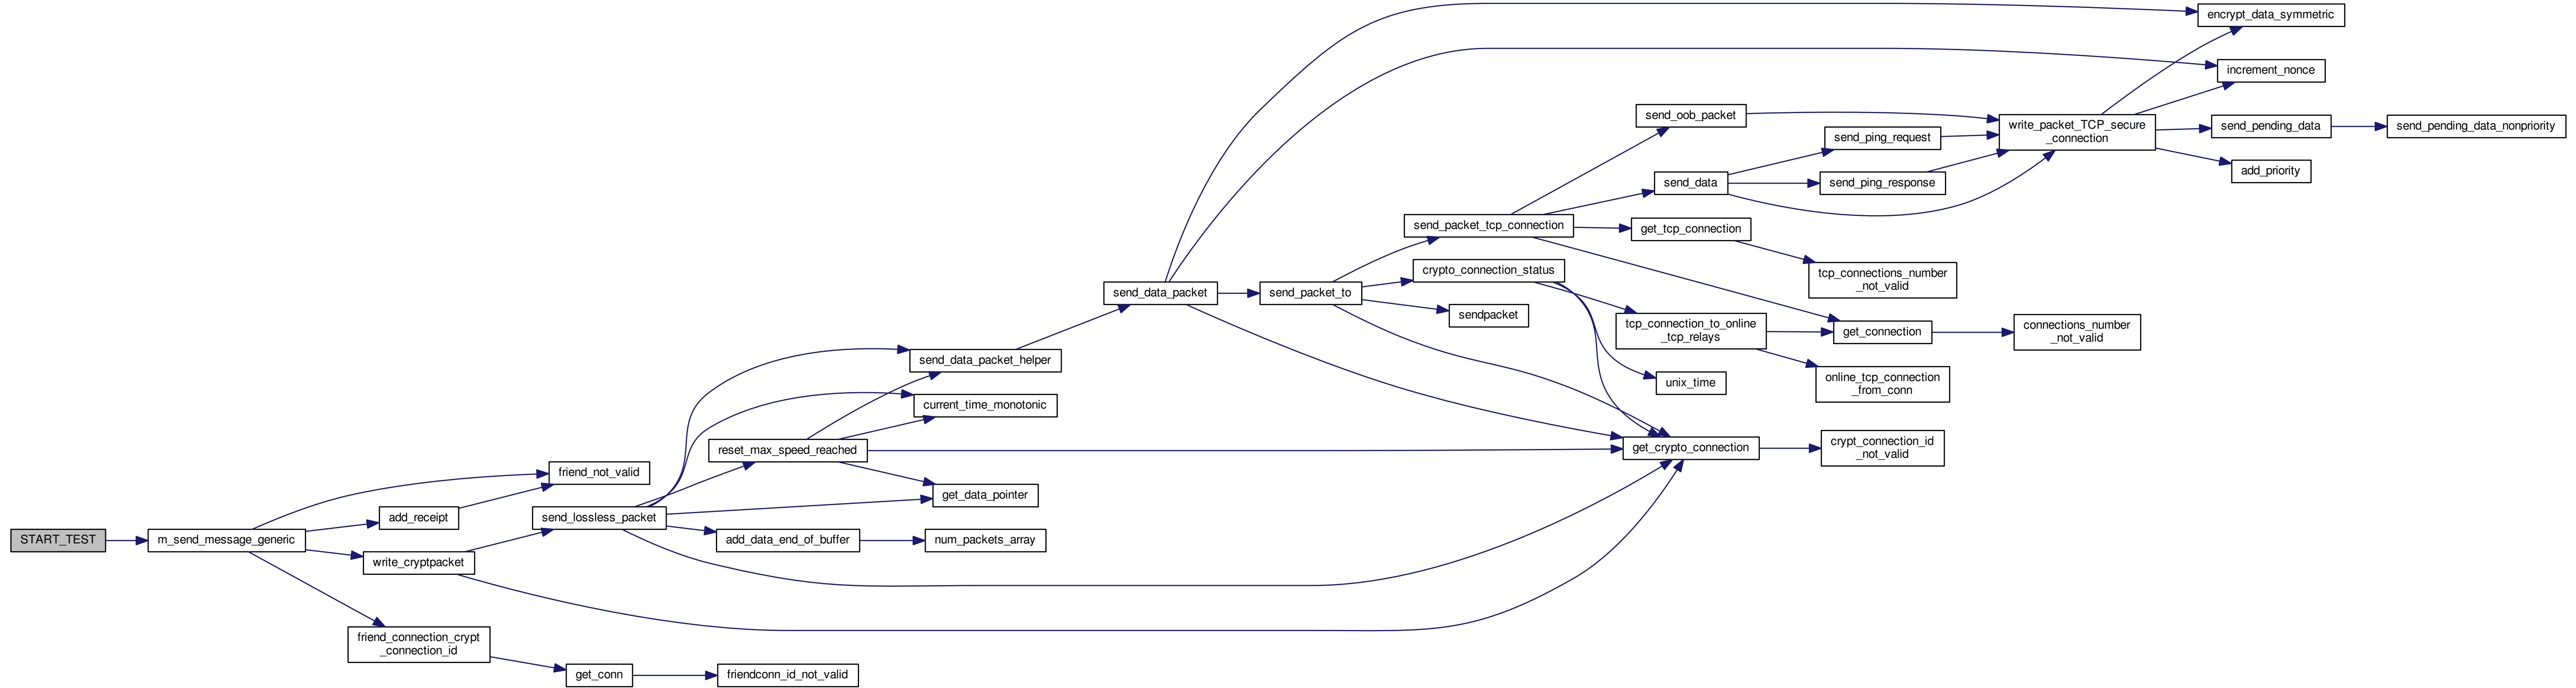 START_TEST
m_send_message_generic
friend_not_valid
add_receipt
write_cryptpacket
friend_connection_crypt
_connection_id
send_lossless_packet
get_conn
reset_max_speed_reached
add_data_end_of_buffer
friendconn_id_not_valid
send_data_packet_helper
current_time_monotonic
get_data_pointer
num_packets_array
send_data_packet
send_packet_to
send_packet_tcp_connection
crypto_connection_status
sendpacket
send_oob_packet
send_data
get_tcp_connection
tcp_connection_to_online
_tcp_relays
unix_time
get_crypto_connection
send_ping_request
send_ping_response
tcp_connections_number
_not_valid
get_connection
online_tcp_connection
_from_conn
crypt_connection_id
_not_valid
write_packet_TCP_secure
_connection
connections_number
_not_valid
encrypt_data_symmetric
increment_nonce
send_pending_data
add_priority
send_pending_data_nonpriority